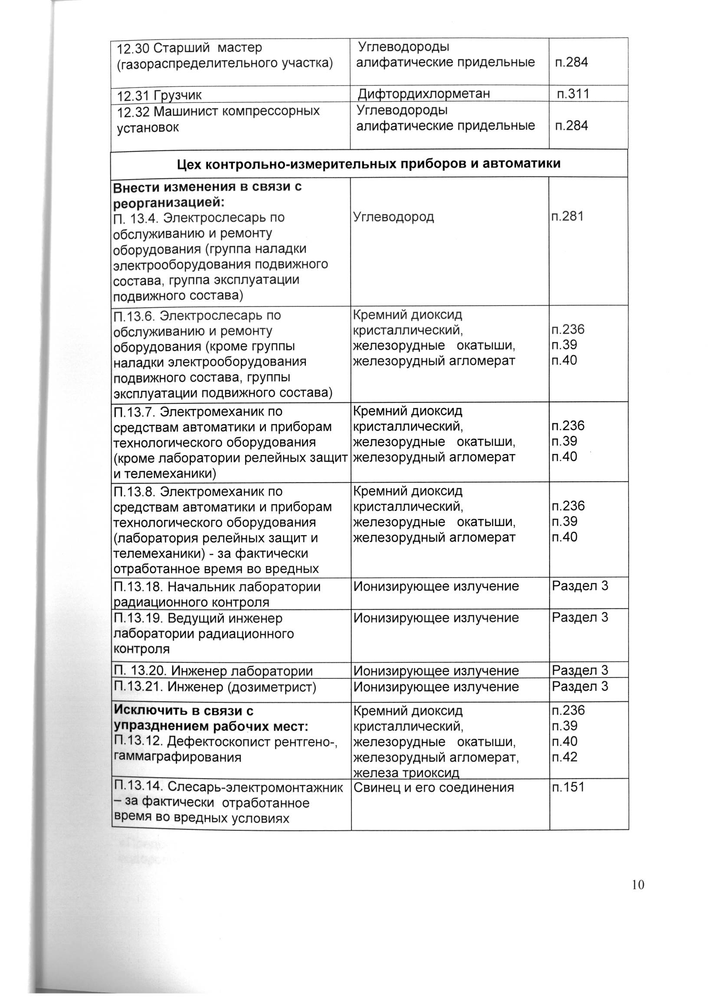 12.30 Старший мастер
(газораспределительного участка)
Углеводороды
алифатические придельные
п.284
12.31 Грузчик
Дифтордихлорметан
п.311
12.32 Машинист компрессорных
установок
Углеводороды
алифатические придельные
п.284
Цех контрольно-измерительных приборов и автоматики
Внести изменения в связи с
реорганизацией:
П. 13.4. Электрослесарь по
обслуживанию и ремонту
оборудования (группа наладки
электрооборудования подвижного
состава, группа эксплуатации
подвижного состава)
Углеводород
п.281
П.13.6. Электрослесарь по
обслуживанию и ремонту
оборудования (кроме группы
наладки электрооборудования
подвижного состава, группы
эксплуатации подвижного состава)
Кремний диоксид
кристаллический,
железорудные окатыши,
железорудный агломерат
п.236
п.39
п.40
П.13.7. Электромеханик по
средствам автоматики и приборам
технологического оборудования
(кроме лаборатории релейных защит
и телемеханики)
Кремний диоксид
кристаллический,
железорудные окатыши,
железорудный агломерат
п.236
п.39
п.40
П.13.8. Электромеханик по
средствам автоматики и приборам
технологического оборудования
(лаборатория релейных защит и
телемеханики) - за фактически
отработанное время во вредных
Кремний диоксид
кристаллический,
железорудные окатыши,
железорудный агломерат
п.236
п.39
п.40
П.13.18. Начальник лаборатории
радиационного контроля
Ионизирующее излучение
Раздел 3
П.13.19. Ведущий инженер
лаборатории радиационного
контроля
Ионизирующее излучение
Раздел 3
П. 13.20. Инженер лаборатории
Ионизирующее излучение
Раздел 3
П.13.21. Инженер (дозиметрист)
Ионизирующее излучение
Раздел 3
Исключить в связи с
упразднением рабочих мест:
П.13.12. Дефектоскопист рентгено-,
гаммаграфирования
Кремний диоксид
кристаллический,
железорудные окатыши,
железорудный агломерат,
железа триоксид
п.236
п.39
п.40
п.42
П.13.14. Слесарь-электромонтажник
– за фактически отработанное
время во вредных условиях
Свинец и его соединения
п.151
10